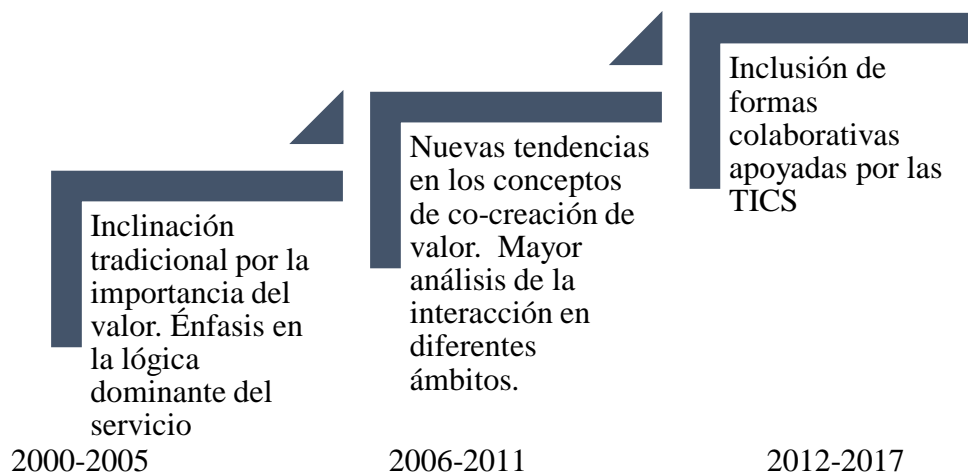 Inclinación
tradicional por la
importancia del
valor. Énfasis en
la lógica
dominante del
servicio
2000-2005
Nuevas tendencias
en los conceptos
de co-creación de
valor.  Mayor
análisis de la
interacción en
diferentes
ámbitos.
2006-2011
Inclusión de
formas
colaborativas
apoyadas por las
TICS
2012-2017